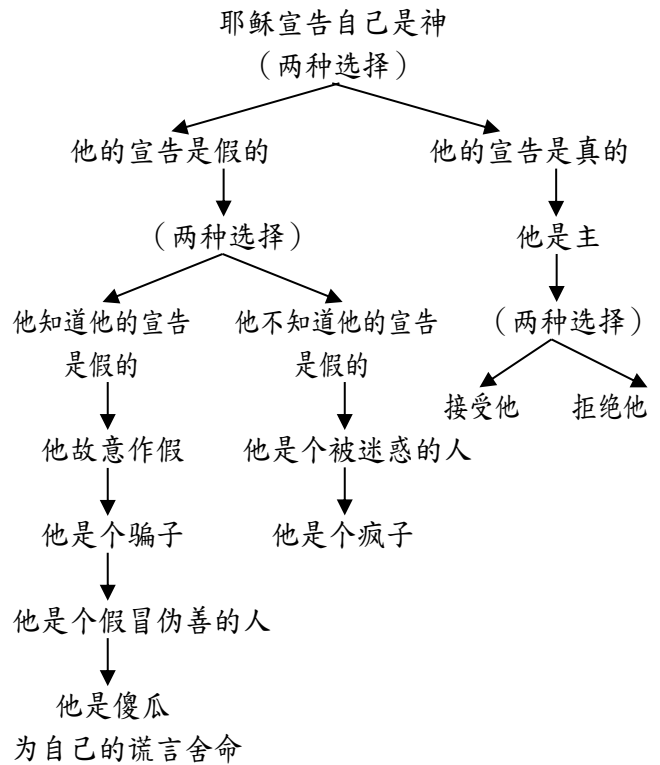 耶稣宣告自己是神
（两种选择）
他的宣告是假的
他的宣告是真的
（两种选择）
他是主
他知道他的宣告
是假的
他不知道他的宣告
是假的
（两种选择）
接受他
拒绝他
他故意作假
他是个被迷惑的人
他是个骗子
他是个疯子
他是个假冒伪善的人
他是傻瓜
为自己的谎言舍命